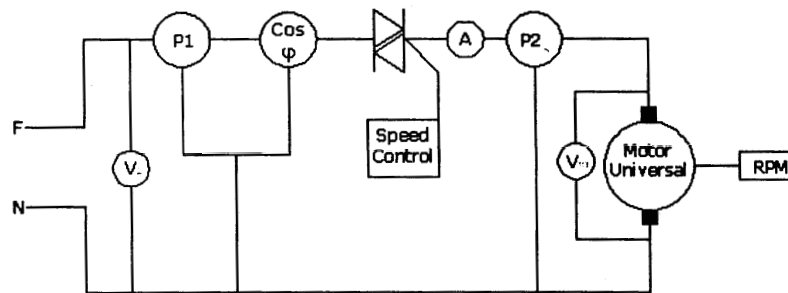 P1
Cos
φ
A
P2
F
Speed
Control
V
Motor
Universal
RPM
N